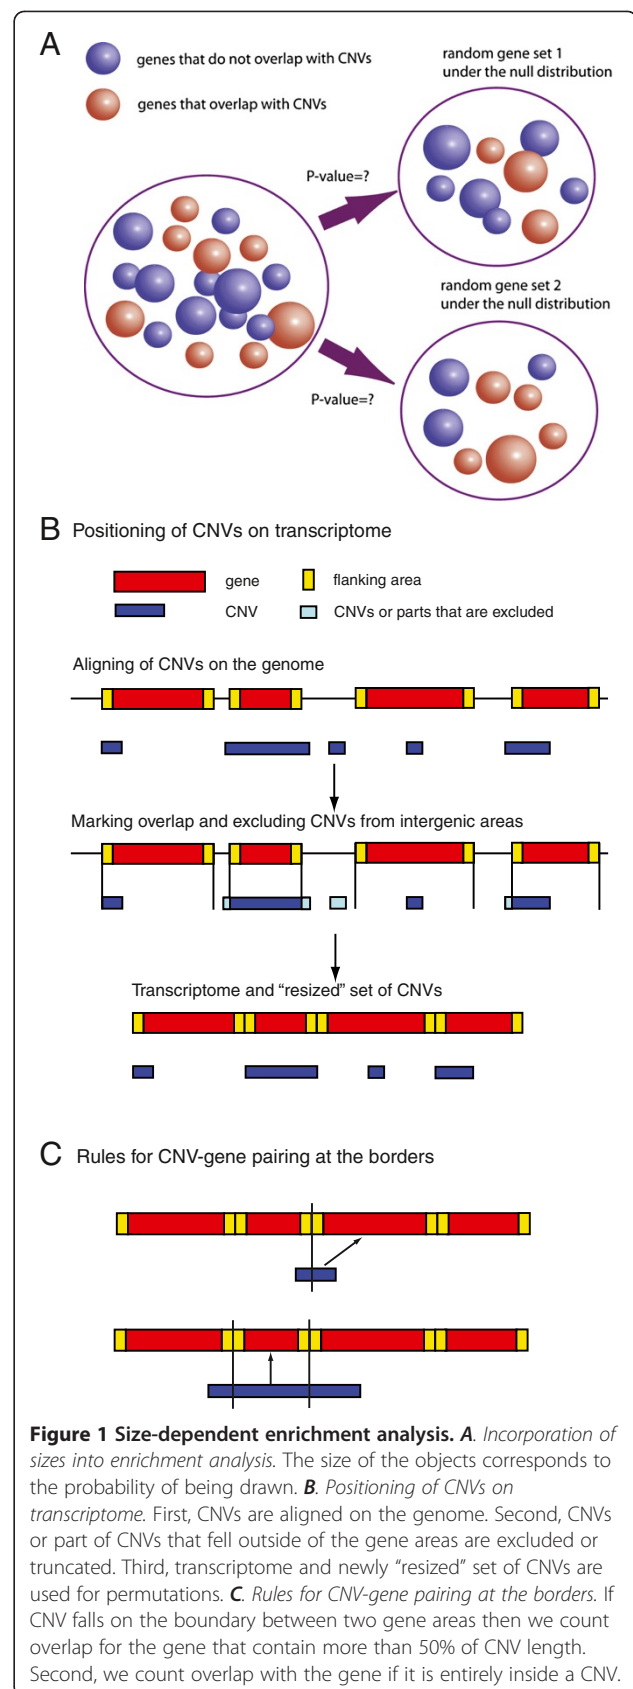 A
genes that do not overlap with CNVs
genes that overlap with CNVs
random gene set 1
under the null distribution
P-value=?
random gene set 2
under the null distribution
P-value=?
B Positioning of CNVs on transcriptome
gene
flanking area
CNV
CNVs or parts that are excluded
Aligning of CNVs on the genome
Marking overlap and excluding CNVs from intergenic areas
Transcriptome and “resized” set of CNVs
C Rules for CNV-gene pairing at the borders
Figure 1 Size-dependent enrichment analysis. A. Incorporation of
sizes into enrichment analysis. The size of the objects corresponds to
the probability of being drawn. B. Positioning of CNVs on
transcriptome. First, CNVs are aligned on the genome. Second, CNVs
or part of CNVs that fell outside of the gene areas are excluded or
truncated. Third, transcriptome and newly “resized” set of CNVs are
used for permutations. C. Rules for CNV-gene pairing at the borders. If
CNV falls on the boundary between two gene areas then we count
overlap for the gene that contain more than 50% of CNV length.
Second, we count overlap with the gene if it is entirely inside a CNV.